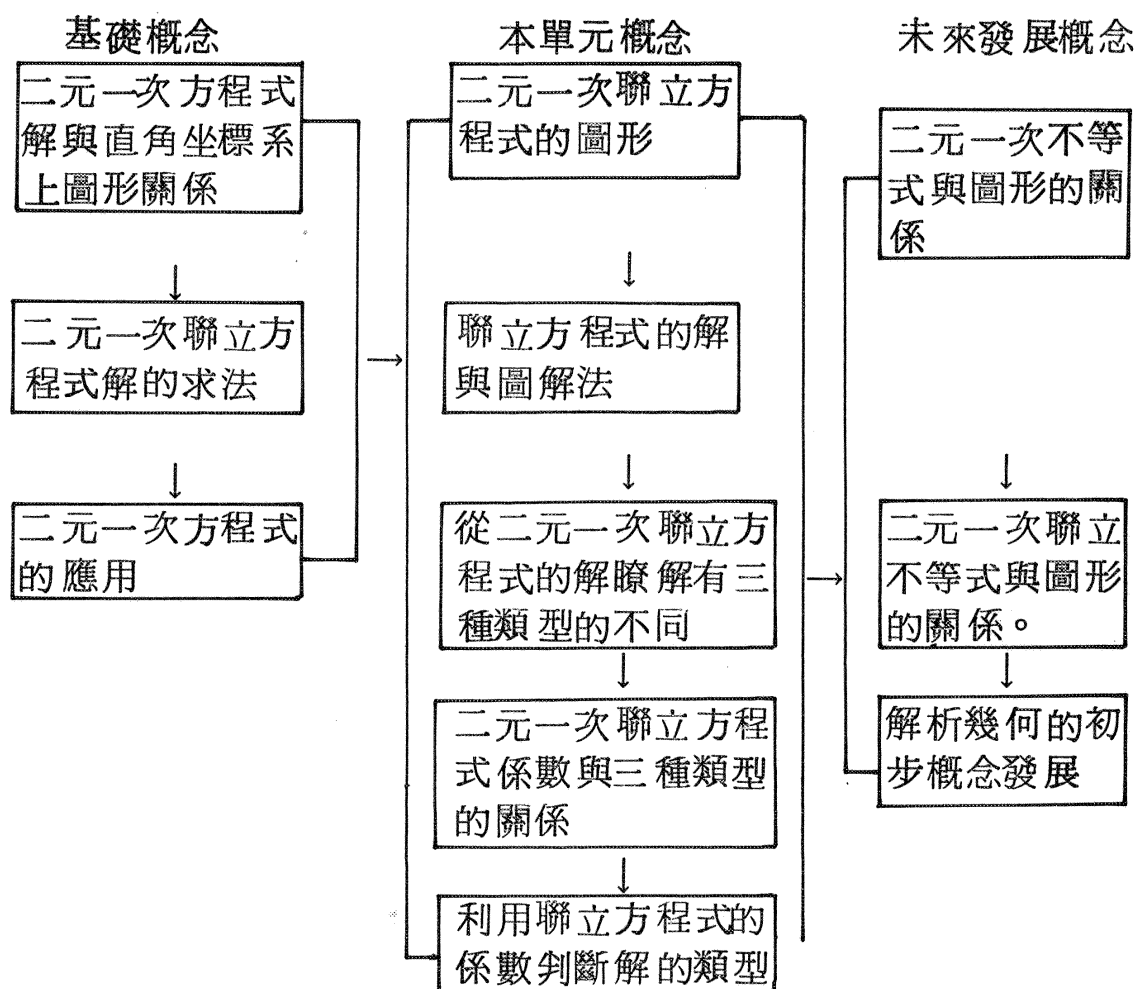 基礎概念
二元一次方程式
解與直角坐標系
上圖形關係
↓
二元一次聯立方
程式解的求法
↓
二元一次方程式
的應用
→
本單元概念
二元一次聯立方
程式的圖形
↓
聯立方程式的解
與圖解法
↓
從二元一次聯立方
程式的解瞭解有三
種類型的不同
↓
二元一次聯立方程
式係數與三種類型
的關係
↓
利用聯立方程式的
係數判斷解的類型
→
未來發展概念
二元一次不等
式與圖形的關
係
↓
二元一次聯立
不等式與圖形
的關係。
↓
解析幾何的初
步概念發展